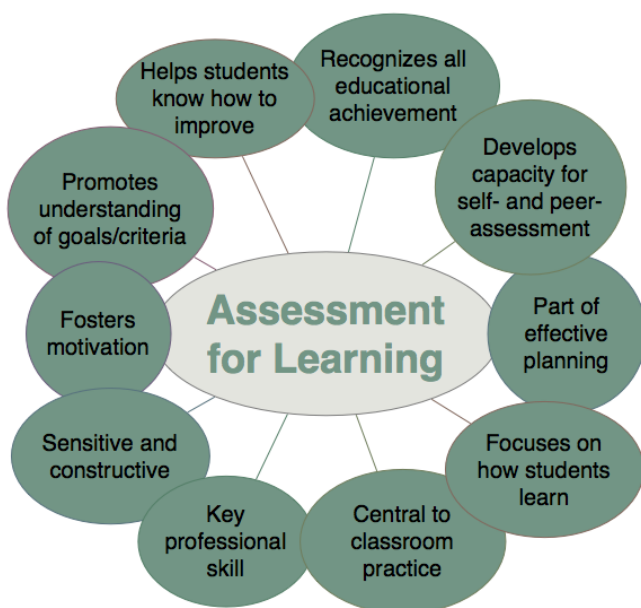 Recognizes all
educational
achievement
Develops
capacity for
self- and peer-
assessment
Part of
effective
planning
Focuses on
how students
learn
Central to
classroom
practice
Key
professional
skill
Sensitive and
constructive
Fosters
motivation
Promotes
understanding
of goals/criteria
Helps students
know how to
improve
Assessment
for Learning